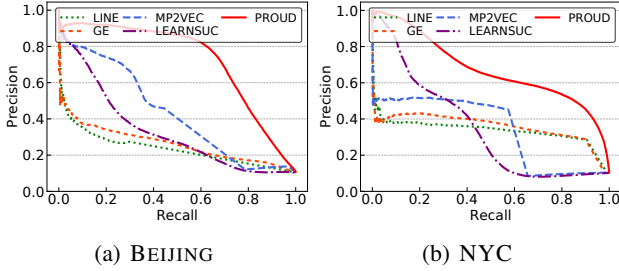 LINE MP2VEC PROUD
GE LEARNSUC
1.0
0.8
0.6
0.4
0.2
0.0
Precision
0.0 0.2 0.4 0.6 0.8 1.0
Recall
(a) BEIJING
LINE MP2VEC PROUD
GE LEARNSUC
1.0
0.8
0.6
0.4
0.2
0.0
Precision
0.0 0.2 0.4 0.6 0.8 1.0
Recall
(b) NYC